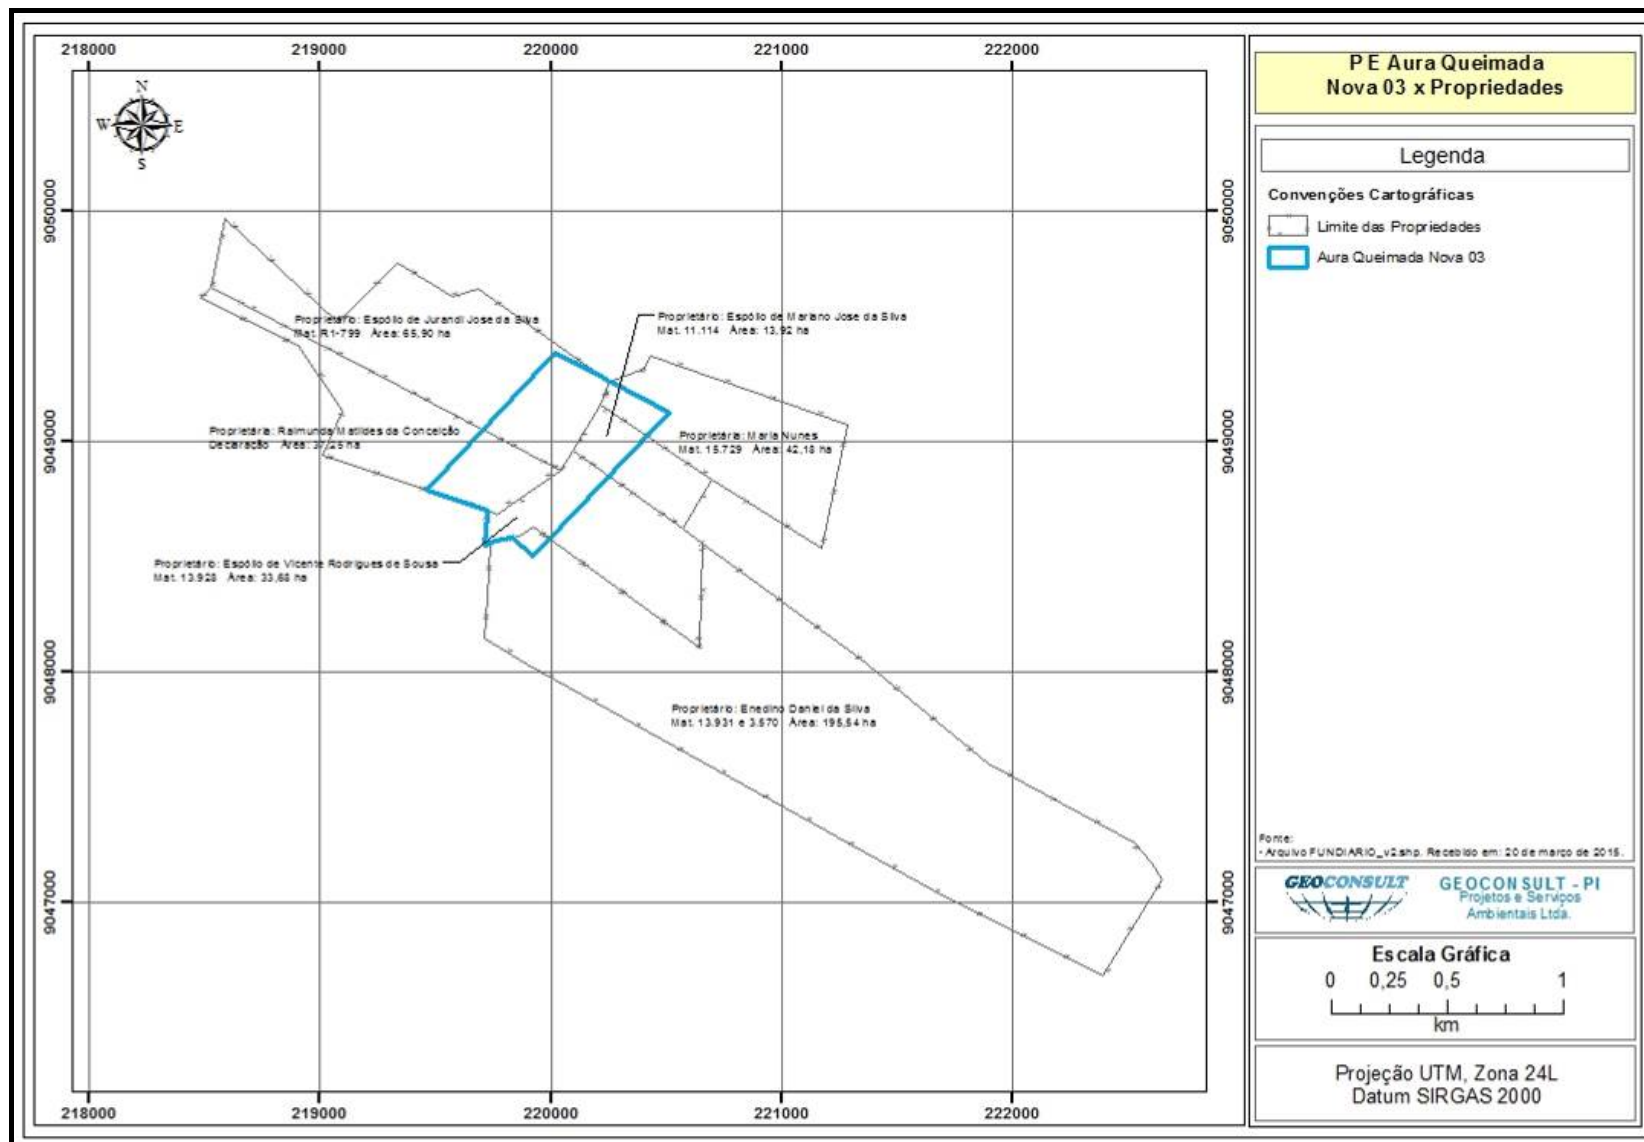 218000 219000 220000 221000 222000
N
W E
S
9050000 9050000
9049000 9049000
9048000 9048000
9047000 9047000
Proprietário: Espólio de Jurandi Jose da Silva
Mat. R1-799 Área: 65,90 ha
Proprietário: Espólio de Mariano Jose da Silva
Mat. 11.114 Área: 13,92 ha
Proprietária: Raimunda Matildes da Conceição
Declaração Área: ha
Proprietária: Maria Nunes
Mat. 15.729 Área: 42,18 ha
Proprietário: Espólio de Vicente Rodrigues de Sousa
Mat. 13.928 Área: 33,68 ha
Proprietário: Enedino Daniel da Silva
Mat. 13.931 e 3.570 Área: 195,54 ha
218000 219000 220000 221000 222000
P E Aura Queimada
Nova 03 x Propriedades
Legenda
Convenções Cartográficas
Limite das Propriedades
Aura Queimada Nova 03
Fonte:
- Arquivo FUNDIARIO_v2.shp. Recebido em: 20 de março de 2015.
GEOCONSULT
GEOCONSULT - PI
Projetos e Serviços
Ambientais Ltda.
Escala Gráfica
0 0,25 0,5 1
km
Projeção UTM, Zona 24L
Datum SIRGAS 2000